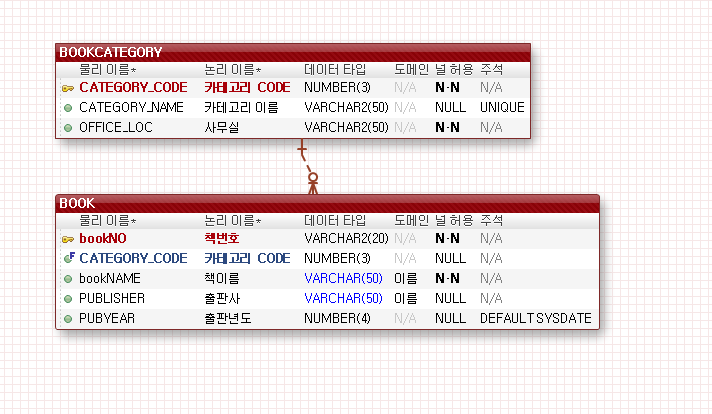 BOOKCATEGORY
물리 이름* 논리 이름* 데이터 타입 도메인 널 허용 주석
CATEGORY_CODE 카테고리 CODE NUMBER(3) N/A N-N N/A
CATEGORY_NAME 카테고리 이름 VARCHAR2(50) N/A NULL UNIQUE
OFFICE_LOC 사무실 VARCHAR2(50) N/A N-N N/A
BOOK
물리 이름* 논리 이름* 데이터 타입 도메인 널 허용 주석
bookNO 책번호 VARCHAR2(20) N/A N-N N/A
F CATEGORY_CODE 카테고리 CODE NUMBER(3) N/A NULL N/A
bookNAME 책이름 VARCHAR(50) 이름 N-N N/A
PUBLISHER 출판사 VARCHAR(50) 이름 NULL N/A
PUBYEAR 출판년도 NUMBER(4) N/A NULL DEFAULT SYSDATE